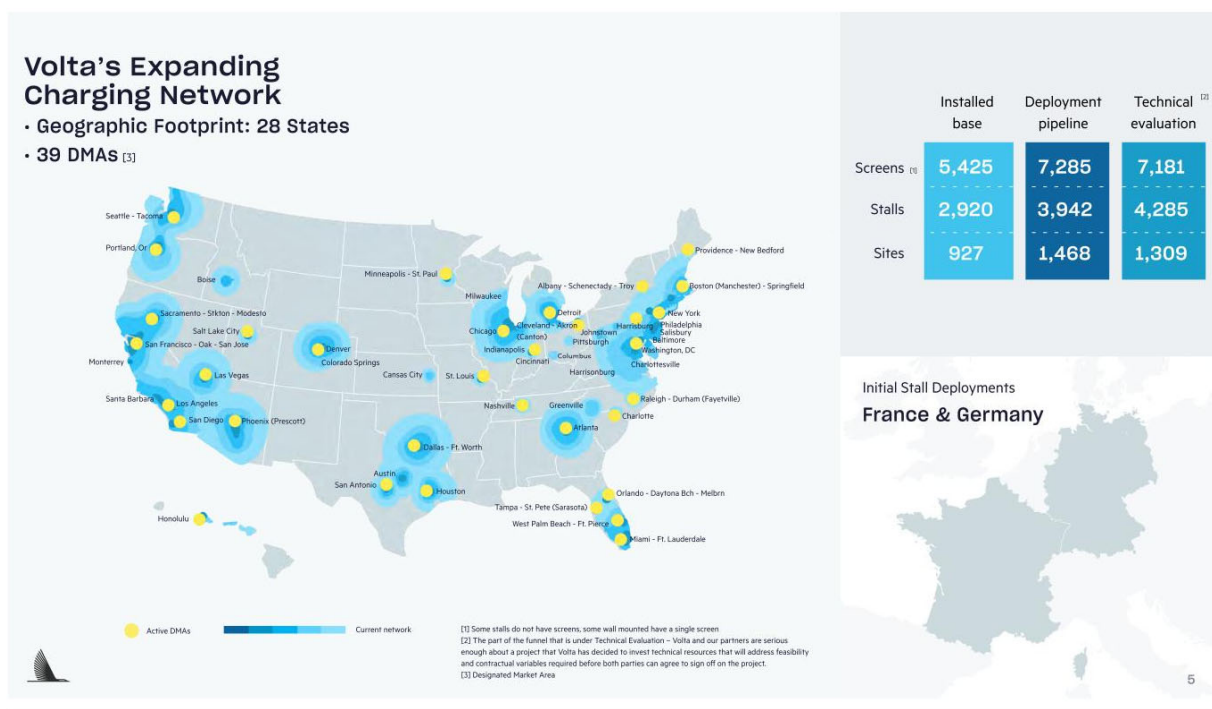 Volta's Expanding
Charging Network
• Geographic Footprint: 28 States
• 39 DMAs [3]
Seattle - Tacoma
Portland, Or
Boise
Minneapolis - St. Paul
Milwaukee
Providence - New Bedford
Albany - Schenectady - Troy
Boston (Manchester) - Springfield
Sacramento - Stkton - Modesto
Salt Lake City
San Francisco - Oak - San Jose
Monterrey
Denver
Colorado Springs
Chicago
Detroit
Cleveland - Akron
(Canton)
Johnstown
Pittsburgh
Harrisburg
New York
Philadelphia
Salisbury
Baltimore
Washington, DC
Indianapolis
Columbus
Cincinnati
Charlottesville
Harrisonburg
Las Vegas
Cansas City
St. Louis
Santa Barbara
Los Angeles
San Diego
Phoenix (Prescott)
Nashville
Greenville
Raleigh - Durham (Fayetville)
Charlotte
Atlanta
Dallas - Ft. Worth
Austin
San Antonio
Houston
Orlando - Daytona Bch - Melbrn
Tampa - St. Pete (Sarasota)
West Palm Beach - Ft. Pierce
Miami - Ft. Lauderdale
Honolulu
Active DMAs
Current network
[1] Some stalls do not have screens, some wall mounted have a single screen
[2] The part of the funnel that is under Technical Evaluation – Volta and our partners are serious
enough about a project that Volta has decided to invest technical resources that will address feasibility
and contractual variables required before both parties can agree to sign off on the project.
[3] Designated Market Area
Installed base Deployment pipeline Technical evaluation [2]
Screens [1] 5,425 7,285 7,181
Stalls 2,920 3,942 4,285
Sites 927 1,468 1,309
Initial Stall Deployments
France & Germany
5